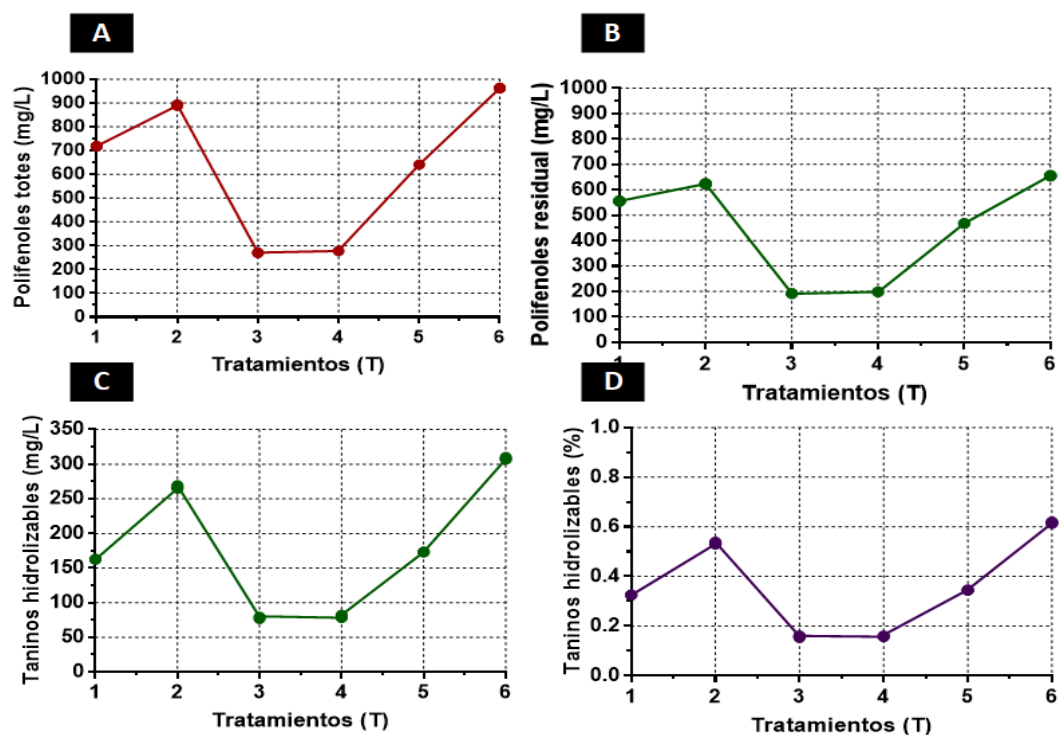 A
Polifenoles totes (mg/L)
1000
900
800
700
600
500
400
300
200
100
0
1 2 3 4 5 6
Tratamientos (T)
B
Polifenoles residual (mg/L)
1000
900
800
700
600
500
400
300
200
100
0
1 2 3 4 5 6
Tratamientos (T)
C
Taninos hidrolizables (mg/L)
350
300
250
200
150
100
50
0
1 2 3 4 5 6
Tratamientos (T)
D
Taninos hidrolizables (%)
1.0
0.8
0.6
0.4
0.2
0.0
1 2 3 4 5 6
Tratamientos (T)